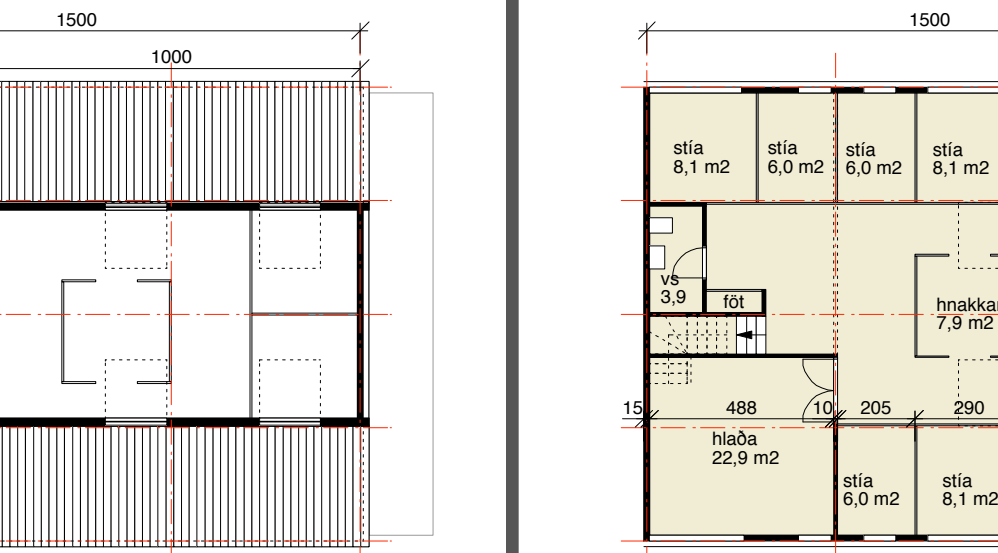 1500
1000
1500
stía
8,1 m2
stía
6,0 m2
stía
6,0 m2
stía
8,1 m2
vs
3,9
föt
hnakkar
7,9 m2
15
488
10
205
290
hlaða
22,9 m2
stía
6,0 m2
stía
8,1 m2